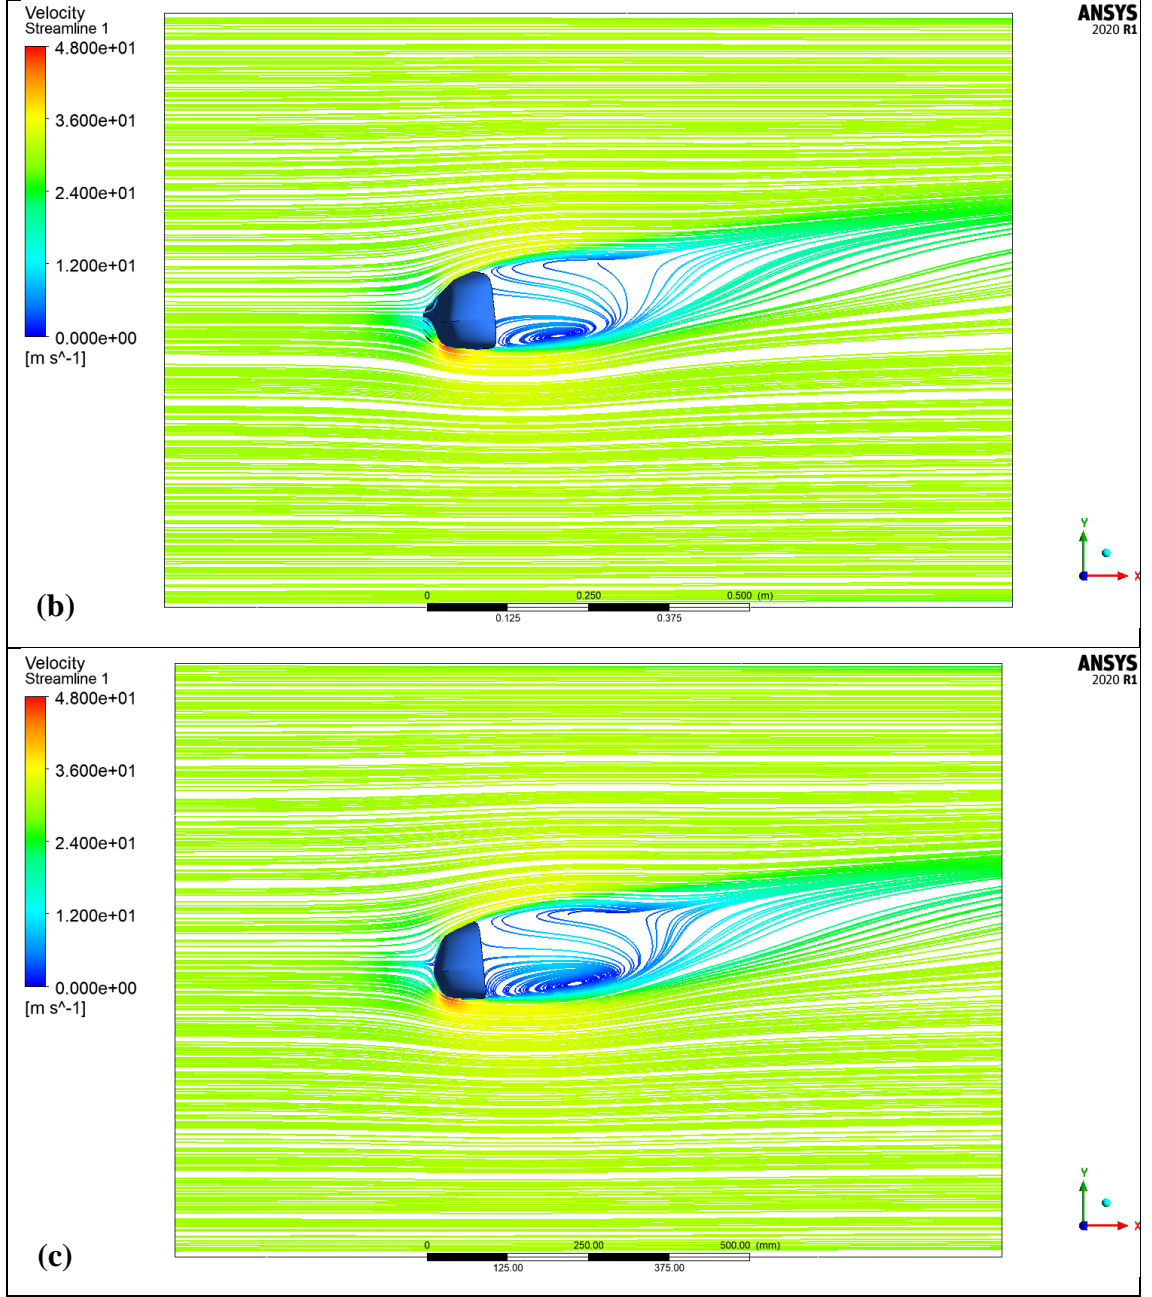 Velocity
Streamline 1
4.800e+01
3.600e+01
2.400e+01
1.200e+01
0.000e+00
[m s^-1]
ANSYS
2020 R1
Y
X
0 0.250 0.500 (m)
0.125 0.375
(b)
Velocity
Streamline 1
4.800e+01
3.600e+01
2.400e+01
1.200e+01
0.000e+00
[m s^-1]
ANSYS
2020 R1
Y
X
0 250.00 500.00 (mm)
125.00 375.00
(c)